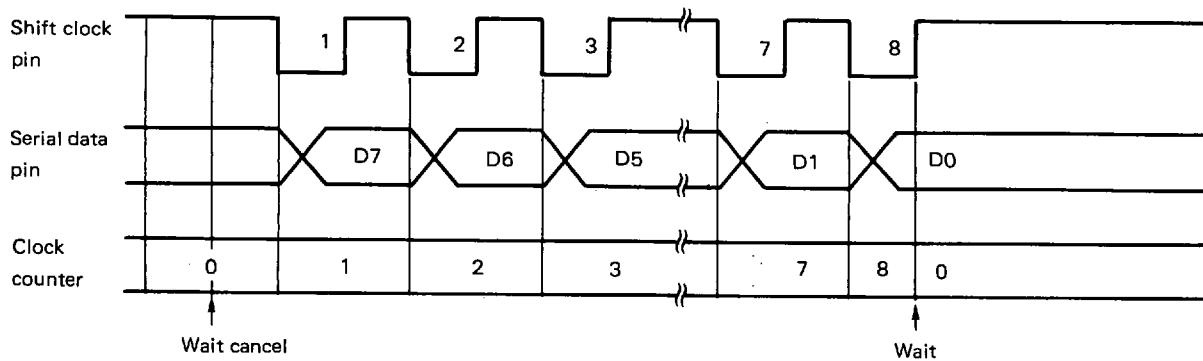 Shift clock
pin
1 2 3 7 8
Serial data
pin
D7 D6 D5 D1 D0
Clock
counter
0 1 2 3 7 8 0
Wait cancel
Wait